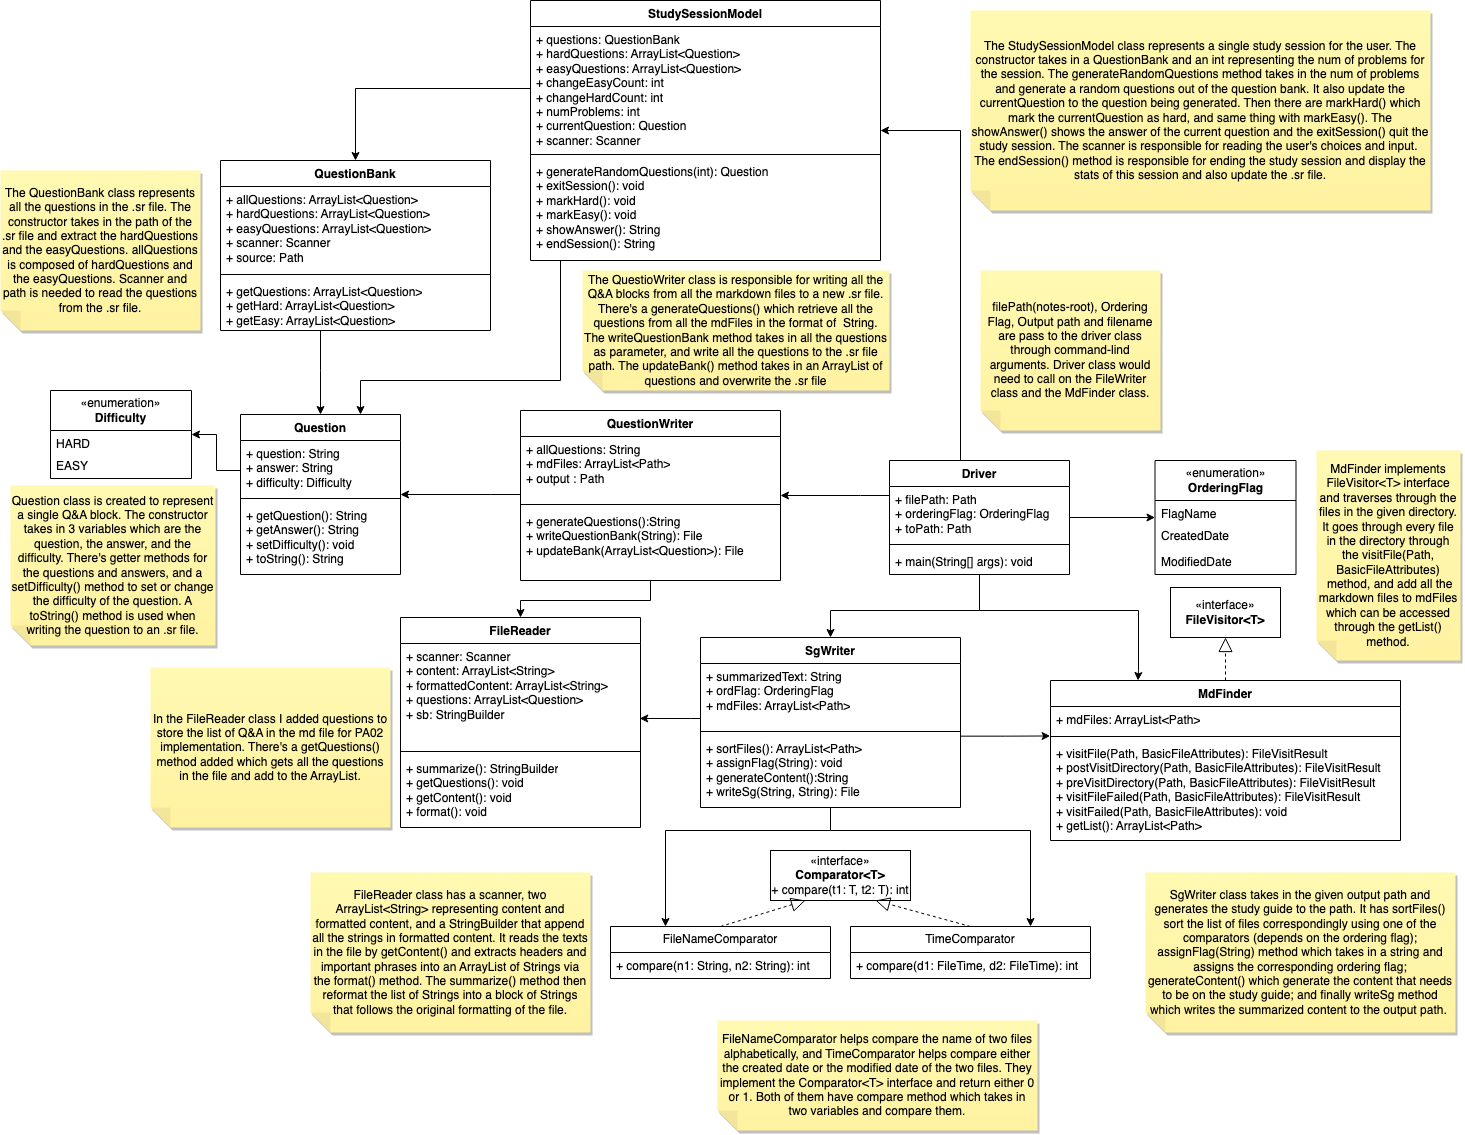 StudySessionModel
+ questions: QuestionBank
+ hardQuestions: ArrayList<Question>
+ easyQuestions: ArrayList<Question>
+ changeEasyCount: int
+ changeHardCount: int
+ numProblems: int
+ currentQuestion: Question
+ scanner: Scanner
+ generateRandomQuestions(int): Question
+ exitSession(): void
+ markHard(): void
+ markEasy(): void
+ showAnswer(): String
+ endSession(): String
The StudySessionModel class represents a single study session for the user. The
constructor takes in a QuestionBank and an int representing the num of problems for
the session. The generateRandomQuestions method takes in the num of problems
and generate a random questions out of the question bank. It also update the
currentQuestion to the question being generated. Then there are markHard() which
mark the currentQuestion as hard, and same thing with markEasy(). The
showAnswer() shows the answer of the current question and the exitSession() quit the
study session. The scanner is responsible for reading the user's choices and input.
The endSession() method is responsible for ending the study session and display the
stats of this session and also update the .sr file.
The QuestionBank class represents
all the questions in the .sr file. The
constructor takes in the path of the
.sr file and extract the hardQuestions
and the easyQuestions. allQuestions
is composed of hardQuestions and
the easyQuestions. Scanner and
path is needed to read the questions
from the .sr file.
QuestionBank
+ allQuestions: ArrayList<Question>
+ hardQuestions: ArrayList<Question>
+ easyQuestions: ArrayList<Question>
+ scanner: Scanner
+ source: Path
+ getQuestions: ArrayList<Question>
+ getHard: ArrayList<Question>
+ getEasy: ArrayList<Question>
The QuestioWriter class is responsible for writing all the
Q&A blocks from all the markdown files to a new .sr file.
There's a generateQuestions() which retrieve all the
questions from all the mdFiles in the format of String.
The writeQuestionBank method takes in all the questions
as parameter, and write all the questions to the .sr file
path. The updateBank() method takes in an ArrayList of
questions and overwrite the .sr file
filePath(notes-root), Ordering
Flag, Output path and filename
are pass to the driver class
through command-lind
arguments. Driver class would
need to call on the FileWriter
class and the MdFinder class.
«enumeration»
Difficulty
HARD
EASY
Question
+ question: String
+ answer: String
+ difficulty: Difficulty
+ getQuestion(): String
+ getAnswer(): String
+ setDifficulty(): void
+ toString(): String
QuestionWriter
+ allQuestions: String
+ mdFiles: ArrayList<Path>
+ output : Path
+ generateQuestions():String
+ writeQuestionBank(String): File
+ updateBank(ArrayList<Question>): File
Driver
+ filePath: Path
+ orderingFlag: OrderingFlag
+ toPath: Path
+ main(String[] args): void
«enumeration»
OrderingFlag
FlagName
CreatedDate
ModifiedDate
MdFinder implements
FileVisitor<T> interface
and traverses through the
files in the given directory.
It goes through every file
in the directory through
the visitFile(Path,
BasicFileAttributes)
method, and add all the
markdown files to mdFiles
which can be accessed
through the getList()
method.
Question class is created to represent
a single Q&A block. The constructor
takes in 3 variables which are the
question, the answer, and the
difficulty. There's getter methods for
the questions and answers, and a
setDifficulty() method to set or change
the difficulty of the question. A
toString() method is used when
writing the question to an .sr file.
«interface»
FileVisitor<T>
FileReader
+ scanner: Scanner
+ content: ArrayList<String>
+ formattedContent: ArrayList<String>
+ questions: ArrayList<Question>
+ sb: StringBuilder
+ summarize(): StringBuilder
+ getQuestions(): void
+ getContent(): void
+ format(): void
SgWriter
+ summarizedText: String
+ ordFlag: OrderingFlag
+ mdFiles: ArrayList<Path>
+ sortFiles(): ArrayList<Path>
+ assignFlag(String): void
+ generateContent():String
+ writeSg(String, String): File
MdFinder
+ mdFiles: ArrayList<Path>
+ visitFile(Path, BasicFileAttributes): FileVisitResult
+ postVisitDirectory(Path, BasicFileAttributes): FileVisitResult
+ preVisitDirectory(Path, BasicFileAttributes): FileVisitResult
+ visitFileFailed(Path, BasicFileAttributes): FileVisitResult
+ visitFailed(Path, BasicFileAttributes): void
+ getList(): ArrayList<Path>
In the FileReader class I added questions to
store the list of Q&A in the md file for PA02
implementation. There's a getQuestions()
method added which gets all the questions
in the file and add to the ArrayList.
«interface»
Comparator<T>
+ compare(t1: T, t2: T): int
FileNameComparator
+ compare(n1: String, n2: String): int
TimeComparator
+ compare(d1: FileTime, d2: FileTime): int
FileReader class has a scanner, two
ArrayList<String> representing content and
formatted content, and a StringBuilder that append
all the strings in formatted content. It reads the texts
in the file by getContent() and extracts headers and
important phrases into an ArrayList of Strings via
the format() method. The summarize() method then
reformat the list of Strings into a block of Strings
that follows the original formatting of the file.
SgWriter class takes in the given output path and
generates the study guide to the path. It has sortFiles()
sort the list of files correspondingly using one of the
comparators (depends on the ordering flag);
assignFlag(String) method which takes in a string and
assigns the corresponding ordering flag;
generateContent() which generate the content that needs
to be on the study guide; and finally writeSg method
which writes the summarized content to the output path.
FileNameComparator helps compare the name of two files
alphabetically, and TimeComparator helps compare either
the created date or the modified date of the two files. They
implement the Comparator<T> interface and return either 0
or 1. Both of them have compare method which takes in
two variables and compare them.